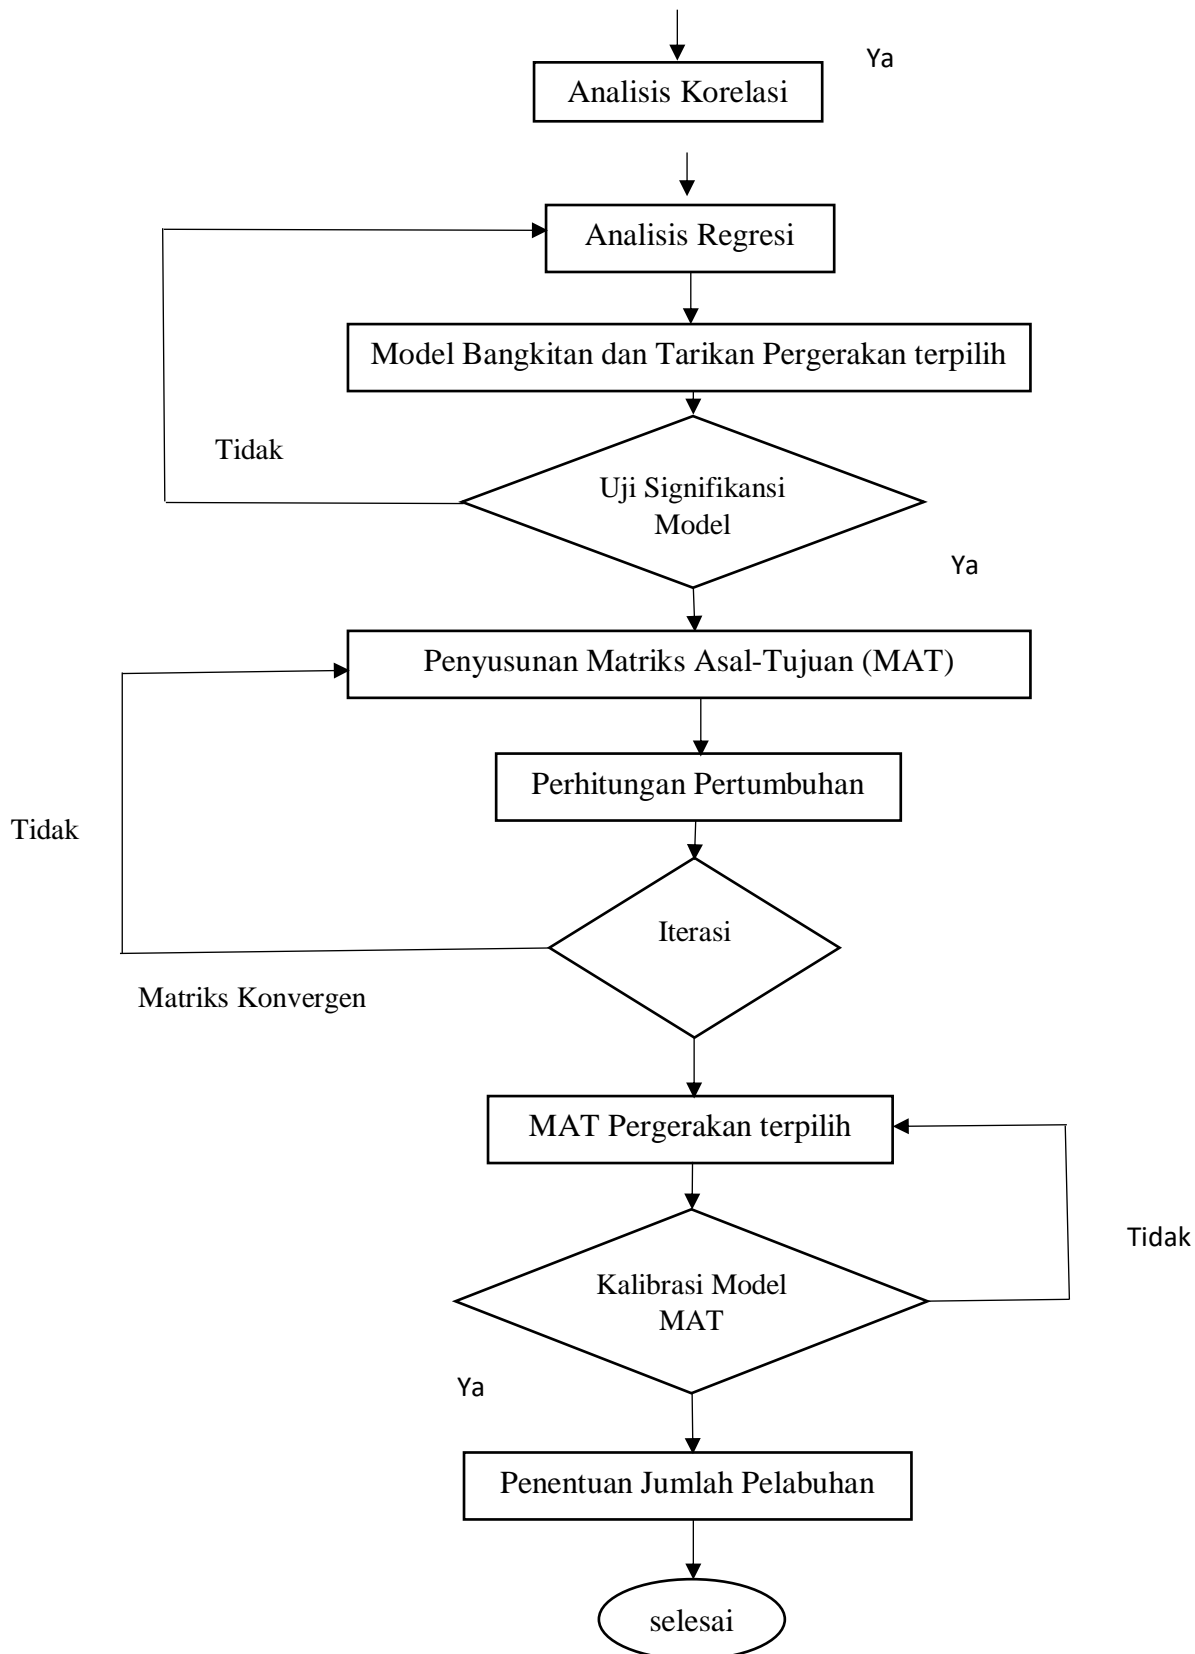 Ya
Analisis Korelasi
Analisis Regresi
Model Bangkitan dan Tarikan Pergerakan terpilih
Tidak
Uji Signifikansi
Model
Ya
Penyusunan Matriks Asal-Tujuan (MAT)
Perhitungan Pertumbuhan
Tidak
Iterasi
Matriks Konvergen
MAT Pergerakan terpilih
Tidak
Kalibrasi Model
MAT
Ya
Penentuan Jumlah Pelabuhan
selesai